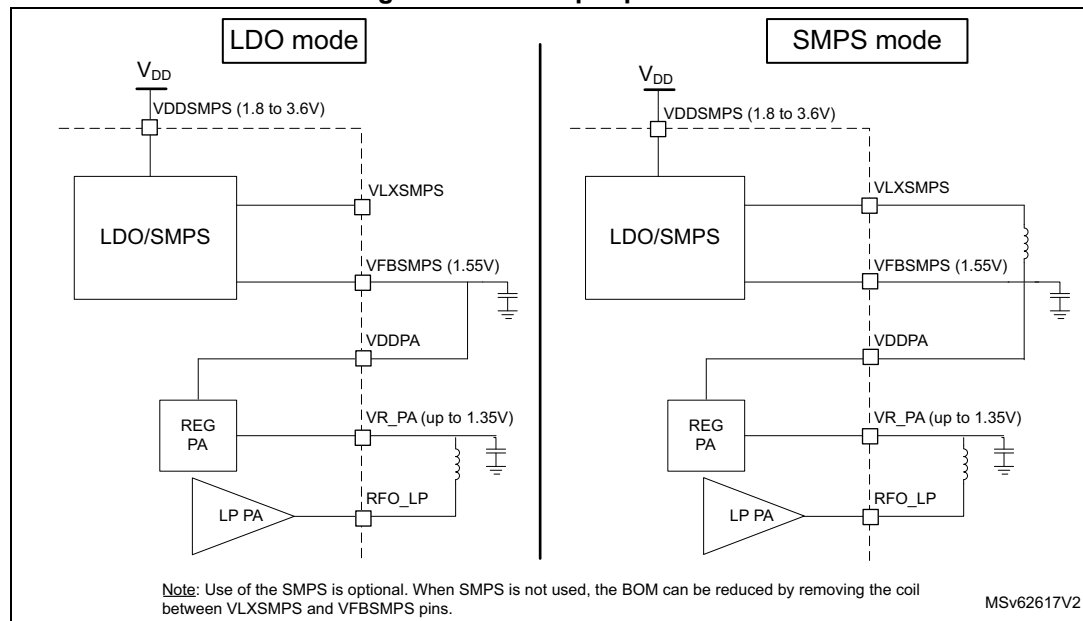 LDO mode
SMPS mode
VDD
VDDSMPS (1.8 to 3.6V)
LDO/SMPS
VLXSMPS
VFBSMPS (1.55V)
VDDPA
REG
PA
VR_PA (up to 1.35V)
LP PA
RFO_LP
VDD
VDDSMPS (1.8 to 3.6V)
LDO/SMPS
VLXSMPS
VFBSMPS (1.55V)
VDDPA
REG
PA
VR_PA (up to 1.35V)
LP PA
RFO_LP
Note: Use of the SMPS is optional. When SMPS is not used, the BOM can be reduced by removing the coil
between VLXSMPS and VFBSMPS pins.
MSv62617V2